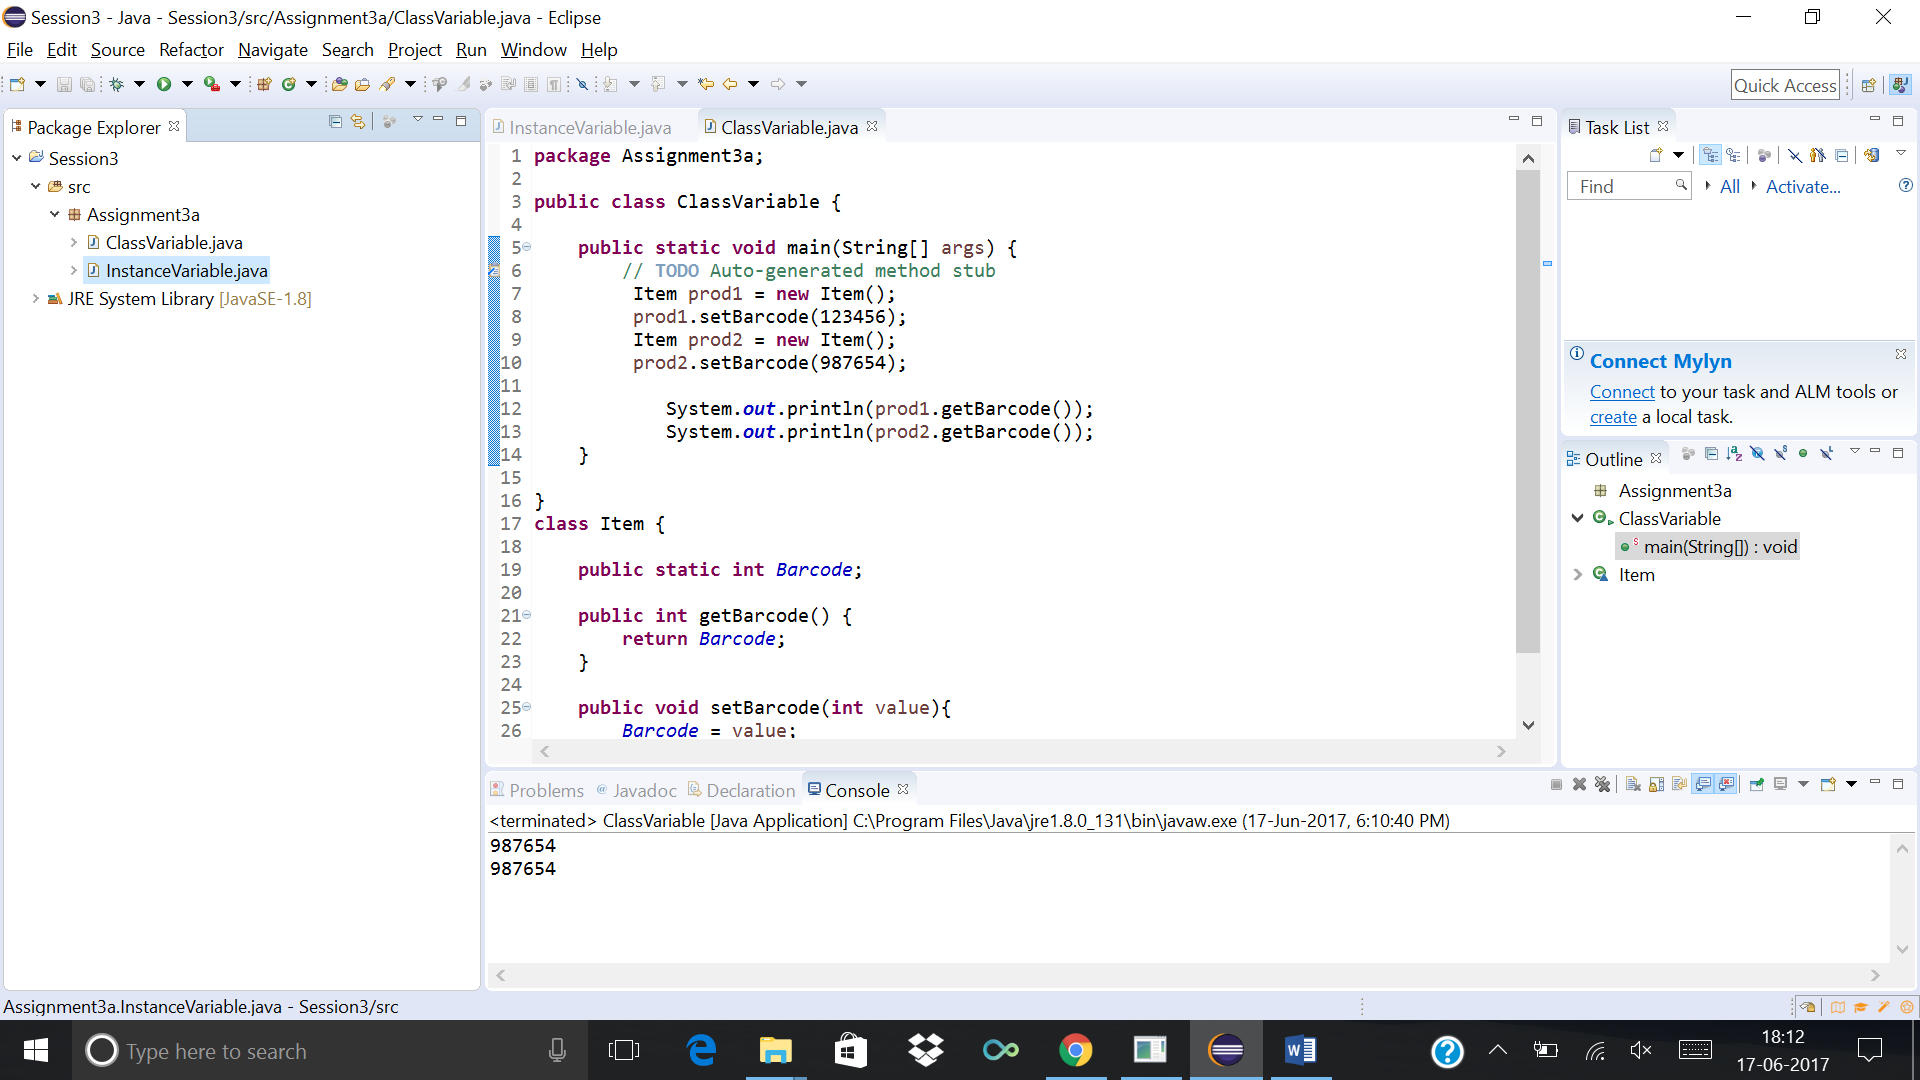 Session3 - Java - Session3/src/Assignment3a/ClassVariable.java - Eclipse
File Edit Source Refactor Navigate Search Project Run Window Help
Quick Access
Package Explorer
Session3
src
Assignment3a
ClassVariable.java
InstanceVariable.java
JRE System Library [JavaSE-1.8]
InstanceVariable.java ClassVariable.java
1 package Assignment3a;
2
3 public class ClassVariable {
4
5 public static void main(String[] args) {
6 // TODO Auto-generated method stub
7 Item prod1 = new Item();
8 prod1.setBarcode(123456);
9 Item prod2 = new Item();
10 prod2.setBarcode(987654);
11
12 System.out.println(prod1.getBarcode());
13 System.out.println(prod2.getBarcode());
14 }
15
16 }
17 class Item {
18
19 public static int Barcode;
20
21 public int getBarcode() {
22 return Barcode;
23 }
24
25 public void setBarcode(int value){
26 Barcode = value;
Task List
Find All Activate...
Connect Mylyn
Connect to your task and ALM tools or
create a local task.
Outline
Assignment3a
ClassVariable
main(String[]) : void
Item
Problems @ Javadoc Declaration Console
<terminated> ClassVariable [Java Application] C:\Program Files\Java\jre1.8.0_131\bin\javaw.exe (17-Jun-2017, 6:10:40 PM)
987654
987654
Assignment3a.InstanceVariable.java - Session3/src
Type here to search
18:12
17-06-2017